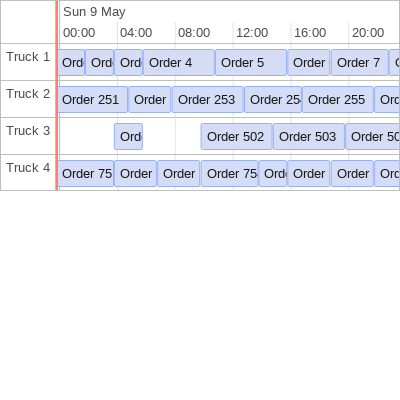 Sun 9 May
00:00 04:00 08:00 12:00 16:00 20:00
Truck 1 Ord Ord Ord Order 4 Order 5 Order Order 7
Truck 2 Order 251 Order Order 253 Order 25 Order 255 Ord
Truck 3 Ord Order 502 Order 503 Order 50
Truck 4 Order 75 Order Order Order 75 Ord Order Order Ord